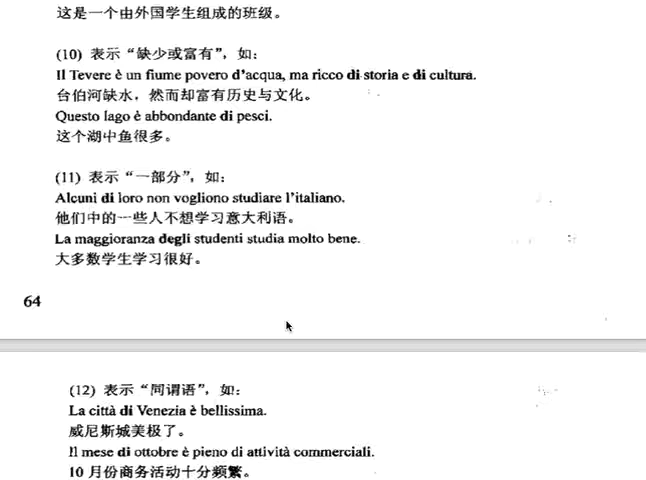 这是一个由外国学生组成的班级。
(10) 表示“缺少或富有”，如：
Il Tevere è un fiume povero d’acqua, ma ricco di storia e di cultura.
台伯河缺水，然而却富有历史与文化。
Questo lago è abbondante di pesci.
这个湖中鱼很多。
(11) 表示“一部分”，如：
Alcuni di loro non vogliono studiare l’italiano.
他们中的一些人不想学习意大利语。
La maggioranza degli studenti studia molto bene.
大多数学生学习很好。
64
(12) 表示“同谓语”，如：
La città di Venezia è bellissima.
威尼斯城美极了。
Il mese di ottobre è pieno di attività commerciali.
10 月份商务活动十分频繁。